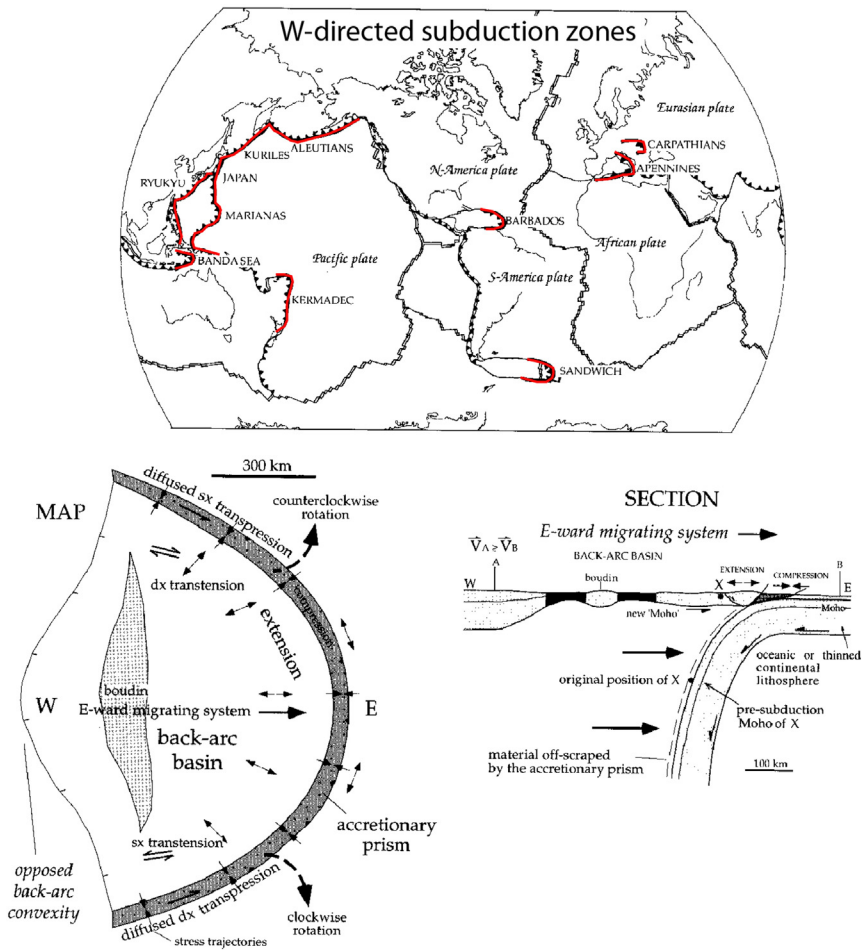 W-directed subduction zones
Eurasian plate
CARPATHIANS
ALEUTIANS
KURILES
APENNINES
N-America plate
RYUKYU
JAPAN
MARIANAS
BARBADOS
African plate
BANDA SEA
Pacific plate
S-America plate
KERMADEC
SANDWICH
MAP
300 km
diffused sx transpression
counterclockwise
rotation
dx transtension
compression
extension
W
boudin
E-ward migrating system
E
back-arc
basin
accretionary
prism
sx transtension
opposed
back-arc
convexity
diffused dx transpression
clockwise
rotation
stress trajectories
SECTION
E-ward migrating system
V⃗A ≥ V⃗B
BACK-ARC BASIN
A
B
W
boudin
X
EXTENSION
COMPRESSION
E
new 'Moho'
Moho
oceanic or thinned
continental
lithosphere
original position of X
pre-subduction
Moho of X
material off-scraped
by the accretionary prism
100 km